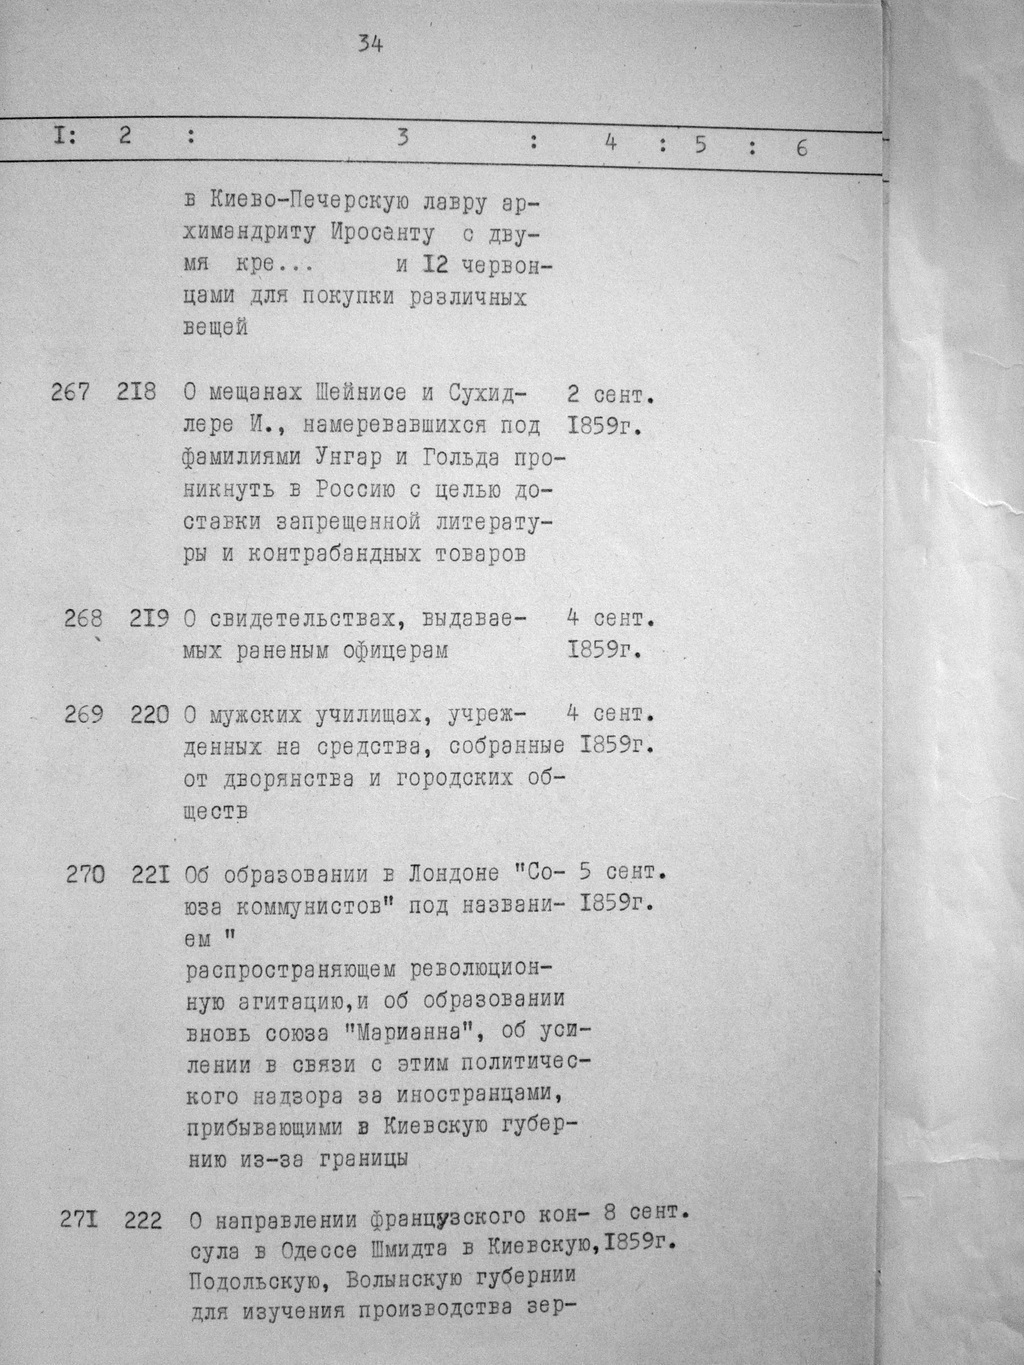 34
I: 2 : 3 : 4 : 5 : 6
в Киево-Печерскую лавру ар-
химандриту Иросанту с дву-
мя кре... и I2 червон-
цами для покупки различных
вещей
267 2I8 О мещанах Шейнисе и Сухид- 2 сент.
лере И., намеревавшихся под I859г.
фамилиями Унгар и Гольда про-
никнуть в Россию с целью до-
ставки запрещенной литерату-
ры и контрабандных товаров
268 2I9 О свидетельствах, выдавае- 4 сент.
мых раненым офицерам I859г.
269 220 О мужских училищах, учреж- 4 сент.
денных на средства, собранные I859г.
от дворянства и городских об-
ществ
270 22I Об образовании в Лондоне "Со- 5 сент.
юза коммунистов" под названи- I859г.
ем "
распространяющем революцион-
ную агитацию,и об образовании
вновь союза "Марианна", об уси-
лении в связи с этим политичес-
кого надзора за иностранцами,
прибывающими в Киевскую губер-
нию из-за границы
27I 222 О направлении французского кон- 8 сент.
сула в Одессе Шмидта в Киевскую, I859г.
Подольскую, Волынскую губернии
для изучения производства зер-